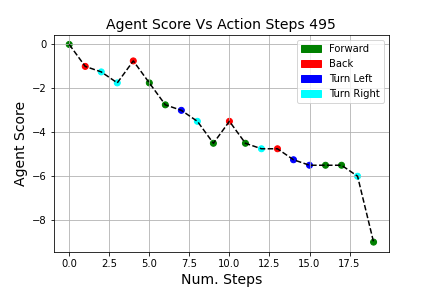 Agent Score Vs Action Steps 495
Agent Score
0
−2
−4
−6
−8
Forward
Back
Turn Left
Turn Right
0.0 2.5 5.0 7.5 10.0 12.5 15.0 17.5
Num. Steps